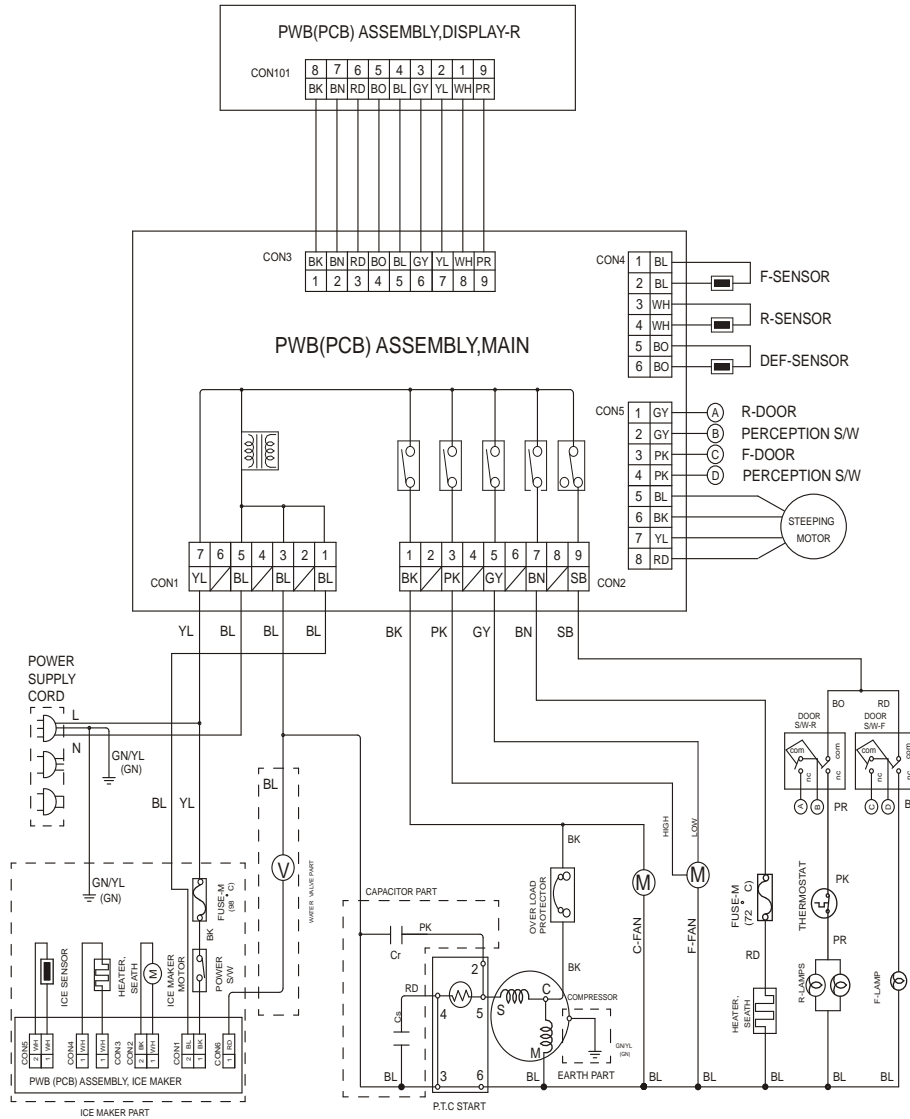 PWB(PCB) ASSEMBLY,DISPLAY-R
CON101
8 7 6 5 4 3 2 1 9
BK BN RD BO BL GY YL WH PR
CON3
BK BN RD BO BL GY YL WH PR
1 2 3 4 5 6 7 8 9
PWB(PCB) ASSEMBLY,MAIN
CON4
1 BL
2 BL
F-SENSOR
3 WH
4 WH
R-SENSOR
5 BO
6 BO
DEF-SENSOR
CON5
1 GY A R-DOOR
2 GY B PERCEPTION S/W
3 PK C F-DOOR
4 PK D PERCEPTION S/W
5 BL
6 BK
7 YL
8 RD
STEEPING
MOTOR
7 6 5 4 3 2 1
CON1
YL BL BL BL
1 2 3 4 5 6 7 8 9
BK PK GY BN SB
CON2
YL BL BL BL
BK PK GY BN SB
POWER
SUPPLY
CORD
L
N
GN/YL
(GN)
GN/YL
(GN)
BL YL
BL
V
WATER VALVE PART
FUSE-M
(98°C)
BK
POWER
S/W
ICE MAKER
MOTOR
M
HEATER,
SEATH
ICE SENSOR
CON5
2 WH
1 WH
CON4
1 WH
1 WH
CON3
CON2
2 BK
1 WH
CON1
2 BL
1 BK
CON6
1 RD
PWB (PCB) ASSEMBLY, ICE MAKER
ICE MAKER PART
CAPACITOR PART
PK
Cr
RD
Cs
BL
2
4 5
3 6
P.T.C START
BL
S
C
M
COMPRESSOR
GN/YL
(GN)
EARTH PART
BK
OVER LOAD
PROTECTOR
BK
M
C-FAN
BL
HIGH
LOW
M
F-FAN
BL
FUSE-M
(72°C)
RD
HEATER,
SEATH
BL
BO
RD
DOOR
S/W-R
com
com
nc
nc
A B
PR
DOOR
S/W-F
com
com
nc
nc
C D
B
THERMOSTAT
PK
PR
R-LAMPS
BL
F-LAMP
BL